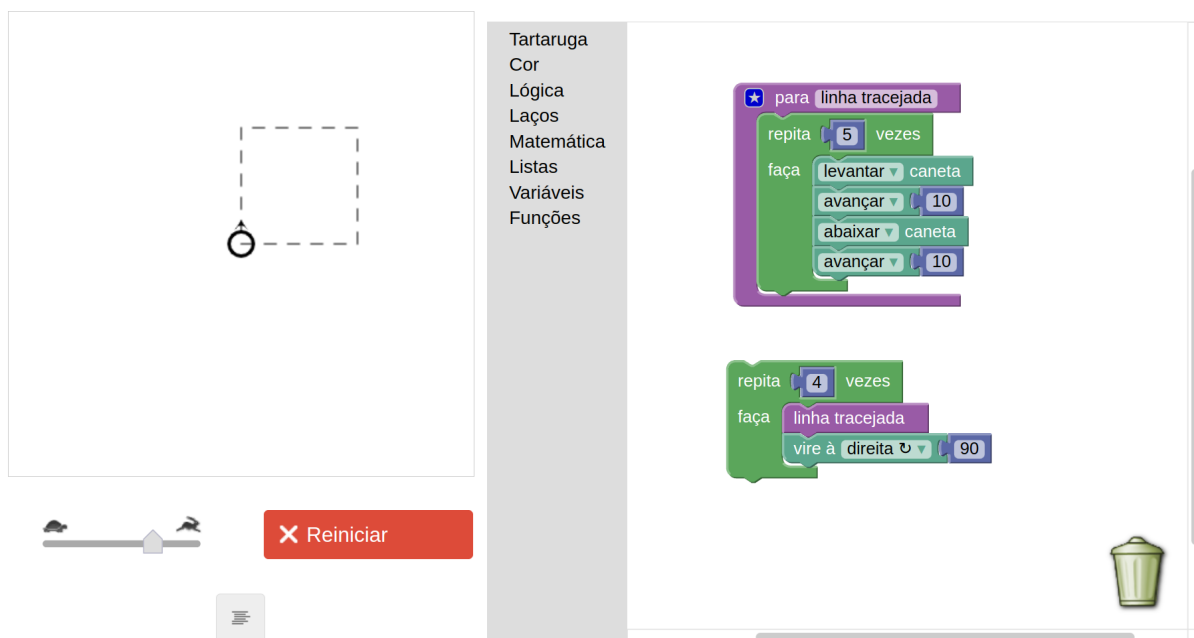 Tartaruga
Cor
Lógica
Laços
Matemática
Listas
Variáveis
Funções
para linha tracejada
repita 5 vezes
faça levantar caneta
avançar 10
abaixar caneta
avançar 10
repita 4 vezes
faça linha tracejada
vire à direita ↻ 90
Reiniciar